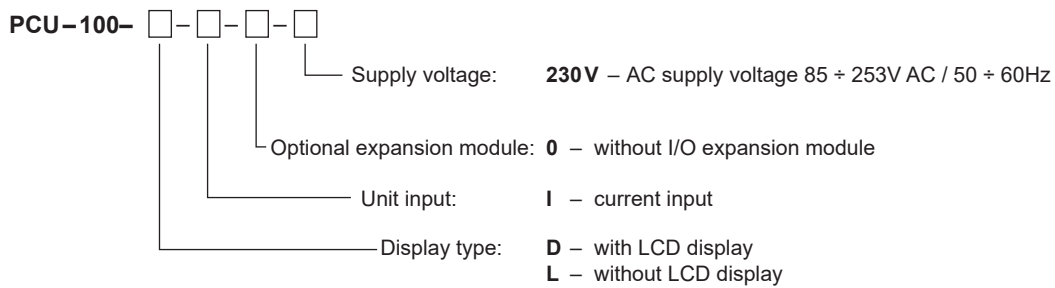 PCU–100– □ – □ – □ – □
Supply voltage: 230V – AC supply voltage 85 ÷ 253V AC / 50 ÷ 60Hz
Optional expansion module: 0 – without I/O expansion module
Unit input: I – current input
Display type: D – with LCD display
L – without LCD display